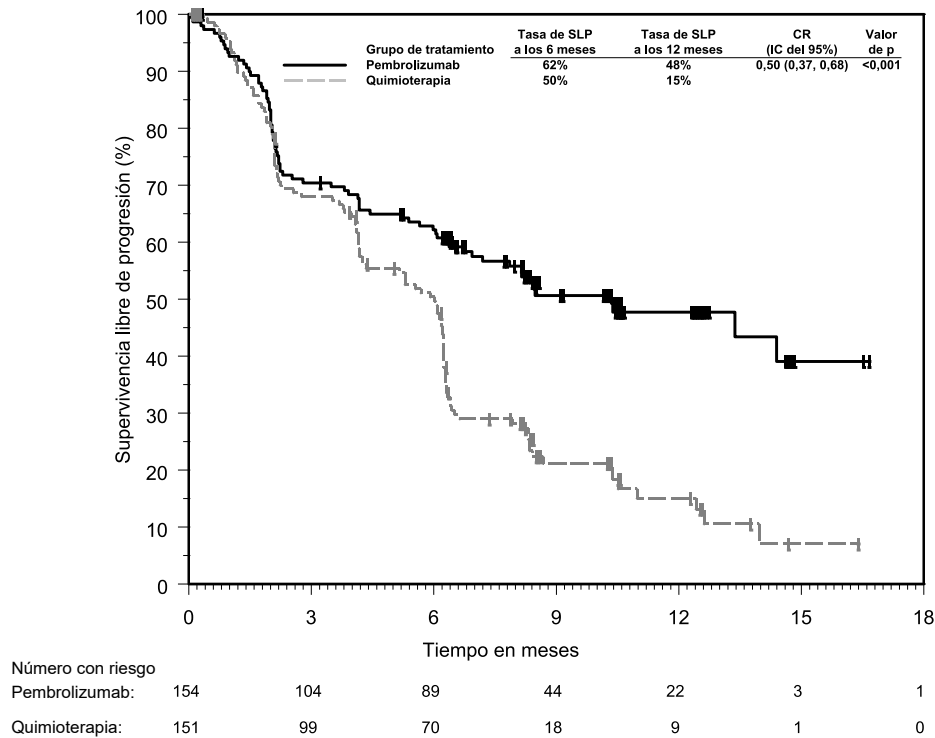 Tasa de SLP Tasa de SLP CR Valor
Grupo de tratamiento a los 6 meses a los 12 meses (IC del 95%) de p
Pembrolizumab 62% 48% 0,50 (0,37, 0,68) <0,001
Quimioterapia 50% 15%
Supervivencia libre de progresión (%)
100
90
80
70
60
50
40
30
20
10
0
0 3 6 9 12 15 18
Tiempo en meses
Número con riesgo
Pembrolizumab: 154 104 89 44 22 3 1
Quimioterapia: 151 99 70 18 9 1 0